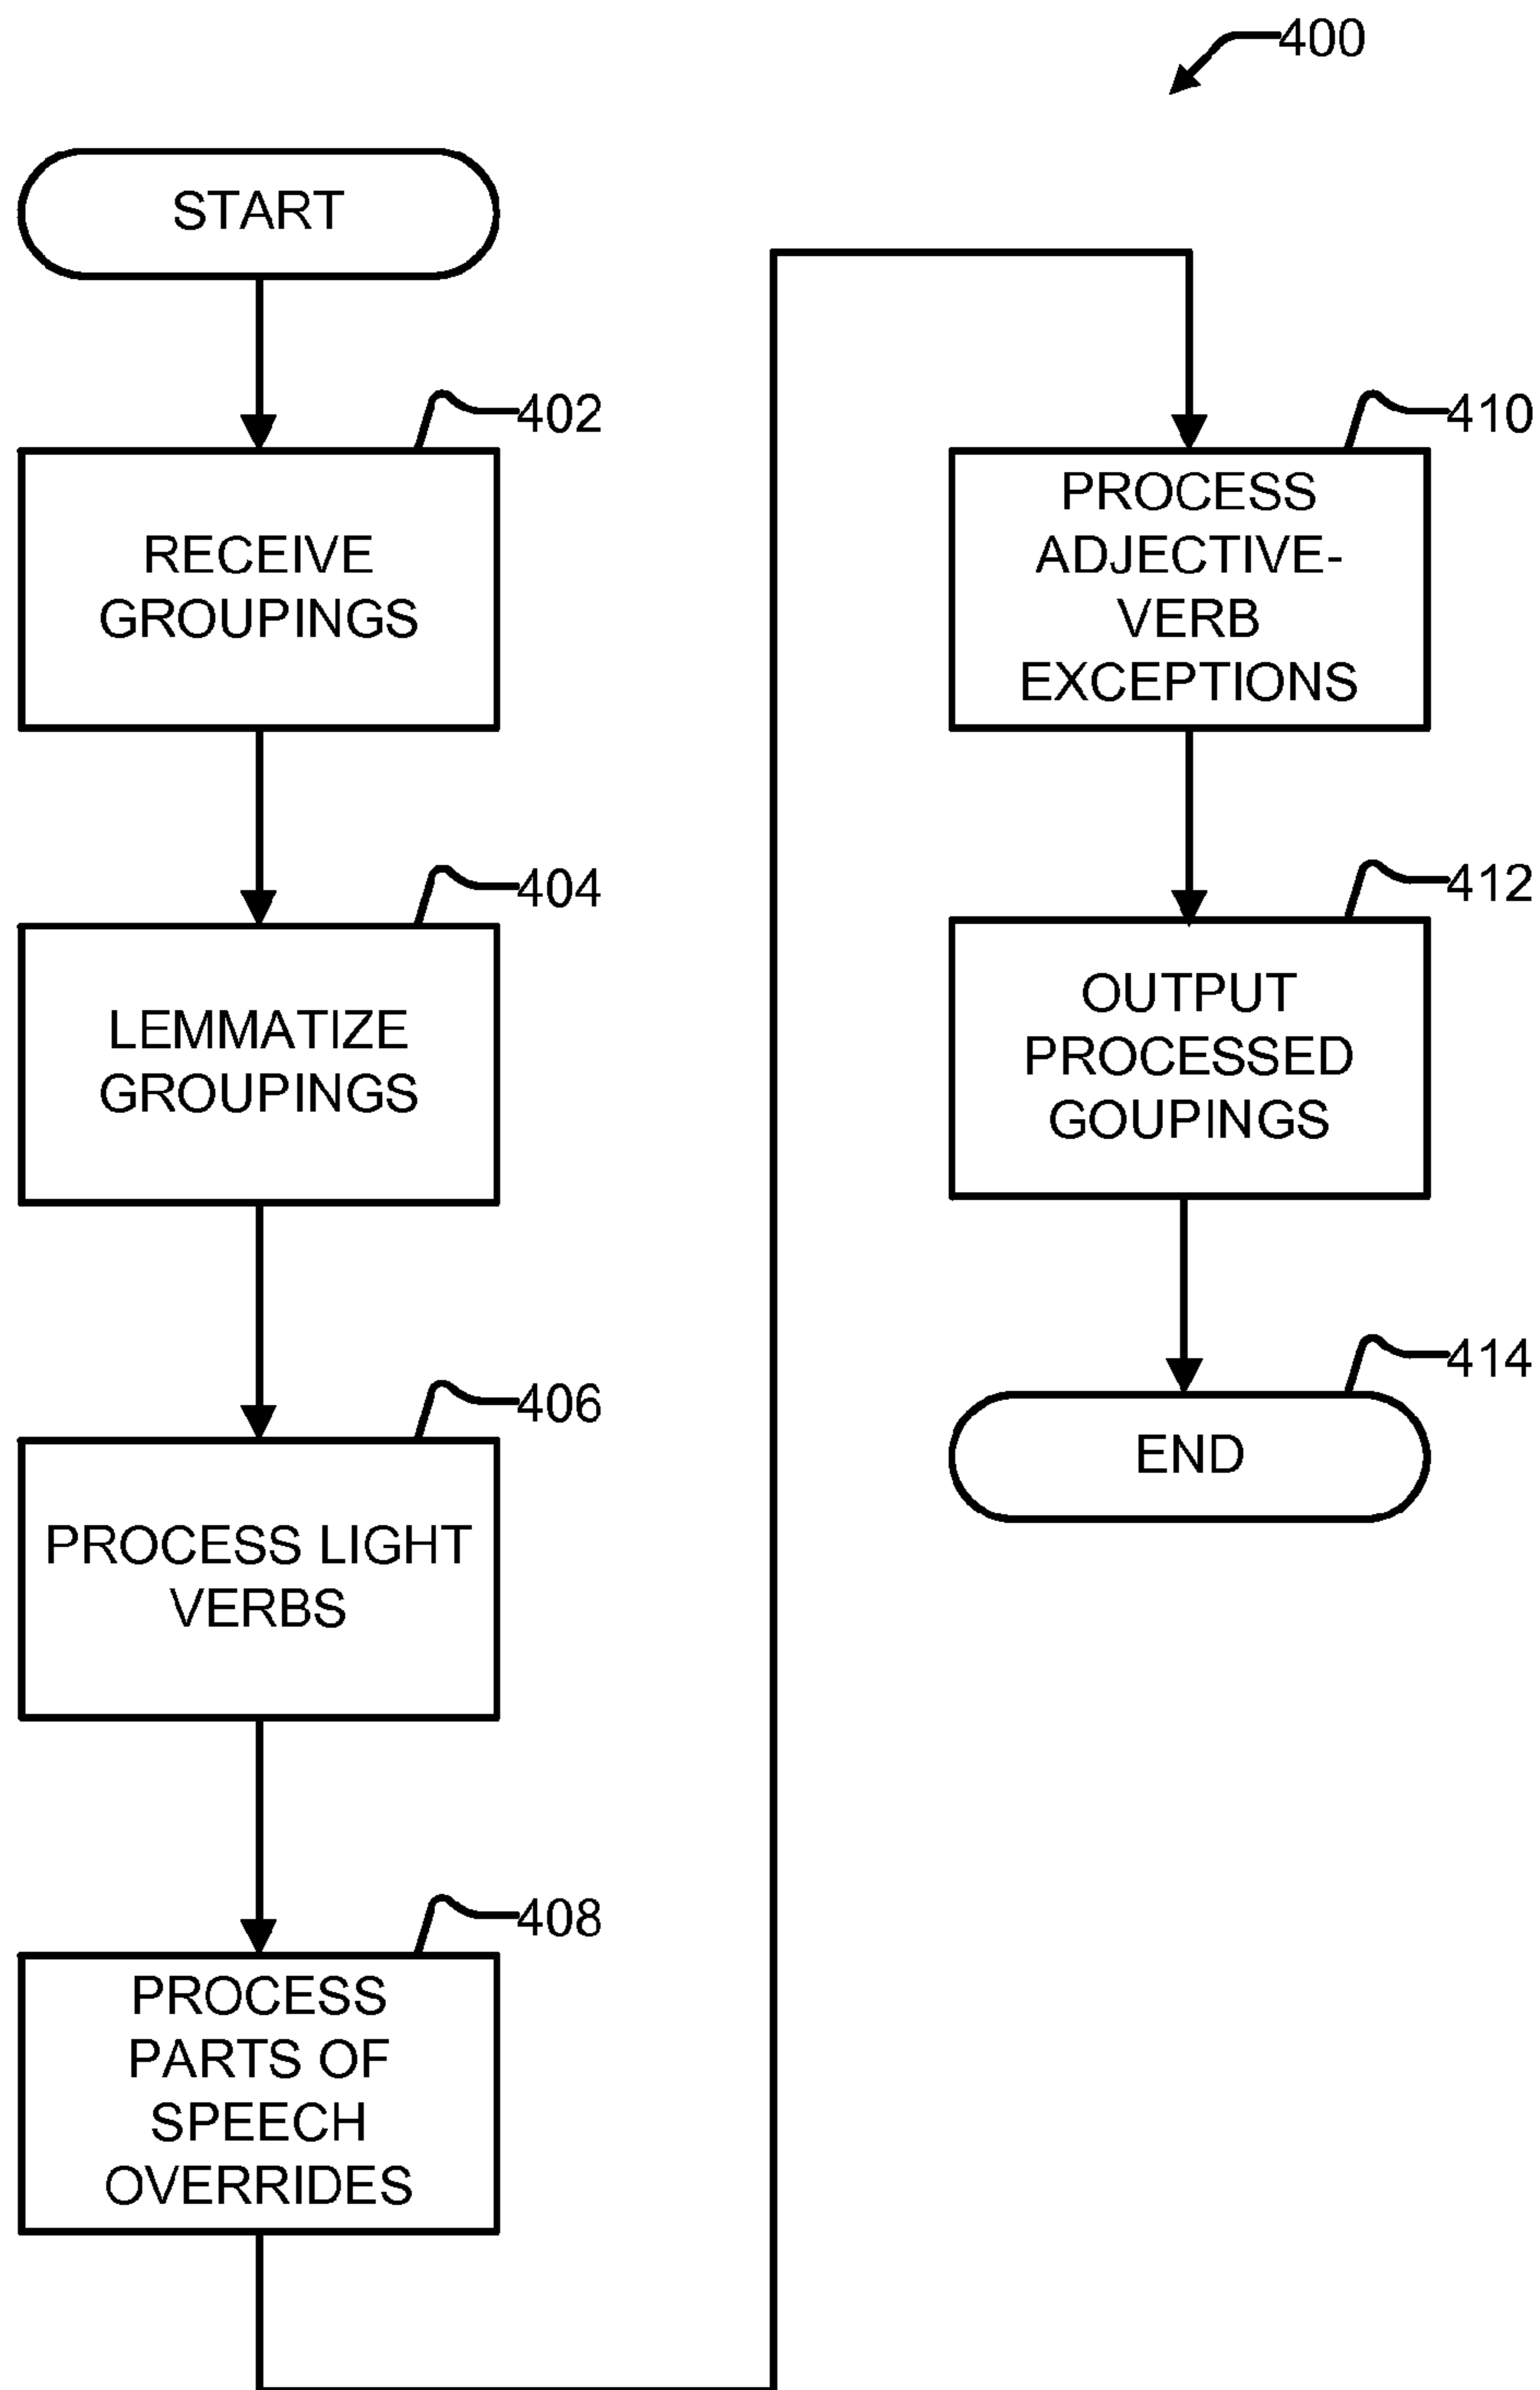 400
START
402
RECEIVE
GROUPINGS
404
LEMMATIZE
GROUPINGS
406
PROCESS LIGHT
VERBS
408
PROCESS
PARTS OF
SPEECH
OVERRIDES
410
PROCESS
ADJECTIVE-
VERB
EXCEPTIONS
412
OUTPUT
PROCESSED
GOUPINGS
414
END